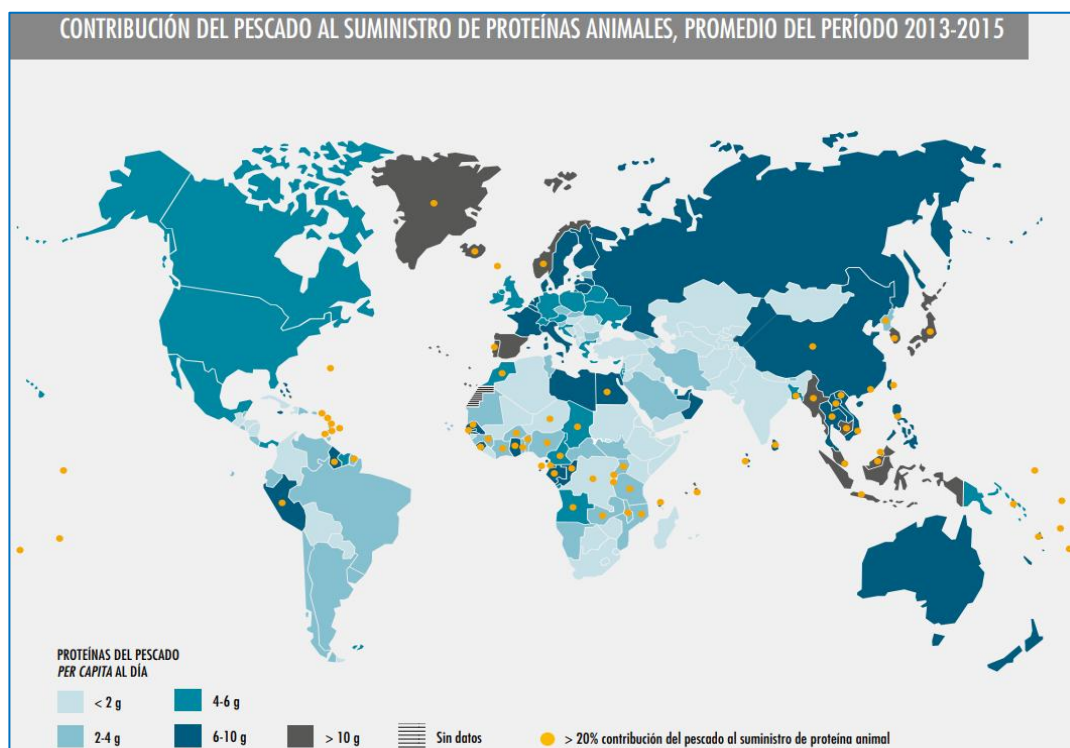 CONTRIBUCIÓN DEL PESCADO AL SUMINISTRO DE PROTEÍNAS ANIMALES, PROMEDIO DEL PERÍODO 2013-2015
PROTEÍNAS DEL PESCADO
PER CAPITA AL DÍA
< 2 g
4-6 g
2-4 g
6-10 g
> 10 g
Sin datos
> 20% contribución del pescado al suministro de proteína animal